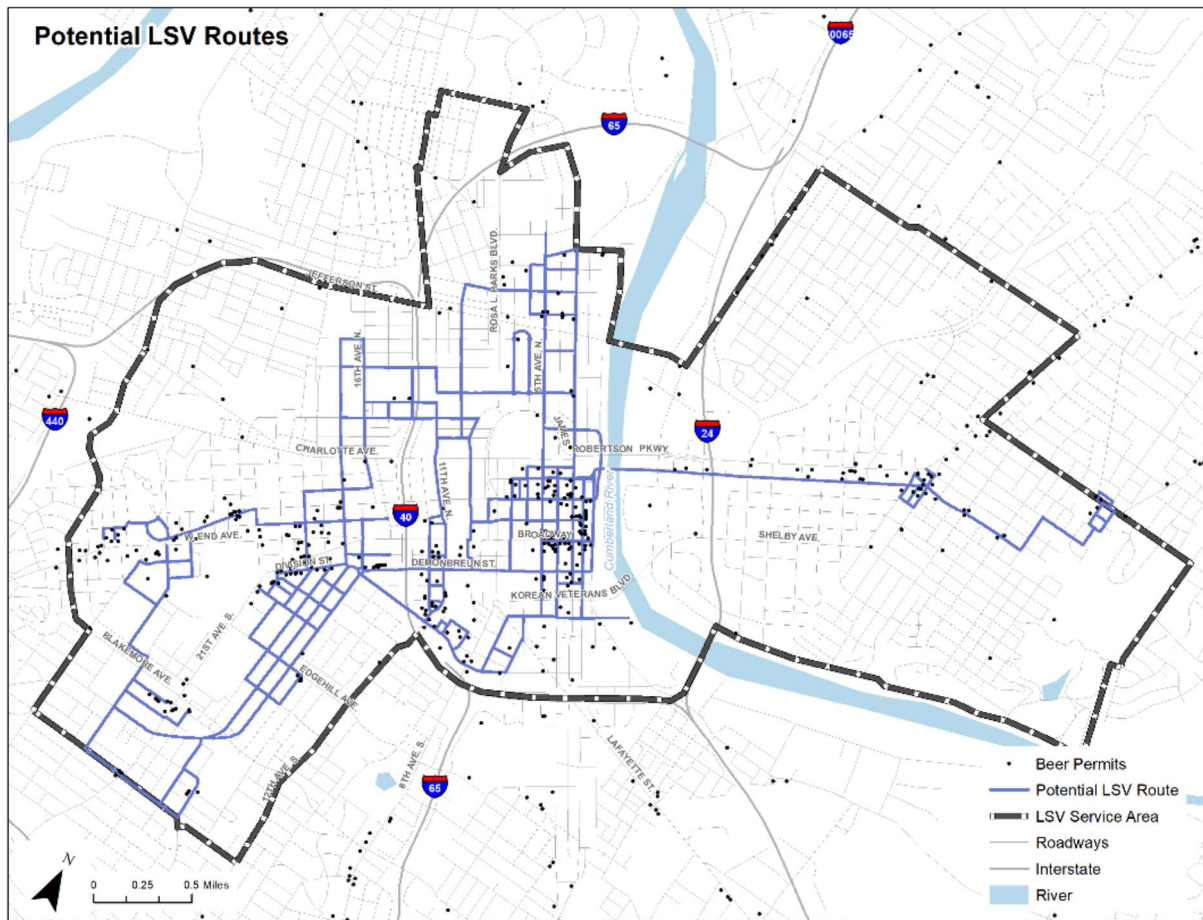 Potential LSV Routes
0065
65
JEFFERSON ST.
ROSA L. PARKS BLVD.
16TH AVE. N.
5TH AVE. N.
440
24
JAMES
ROBERTSON PKWY.
CHARLOTTE AVE.
11TH AVE. N.
40
Cumberland River
W. END AVE.
BROADWAY
SHELBY AVE.
DIVISION ST.
DEMONBREUN ST.
KOREAN VETERANS BLVD
21ST AVE. S.
BLAKEMORE AVE.
EDGEHILL AVE.
12TH AVE. S.
8TH AVE. S.
65
LAFAYETTE ST.
N
0 0.25 0.5 Miles
Beer Permits
Potential LSV Route
LSV Service Area
Roadways
Interstate
River